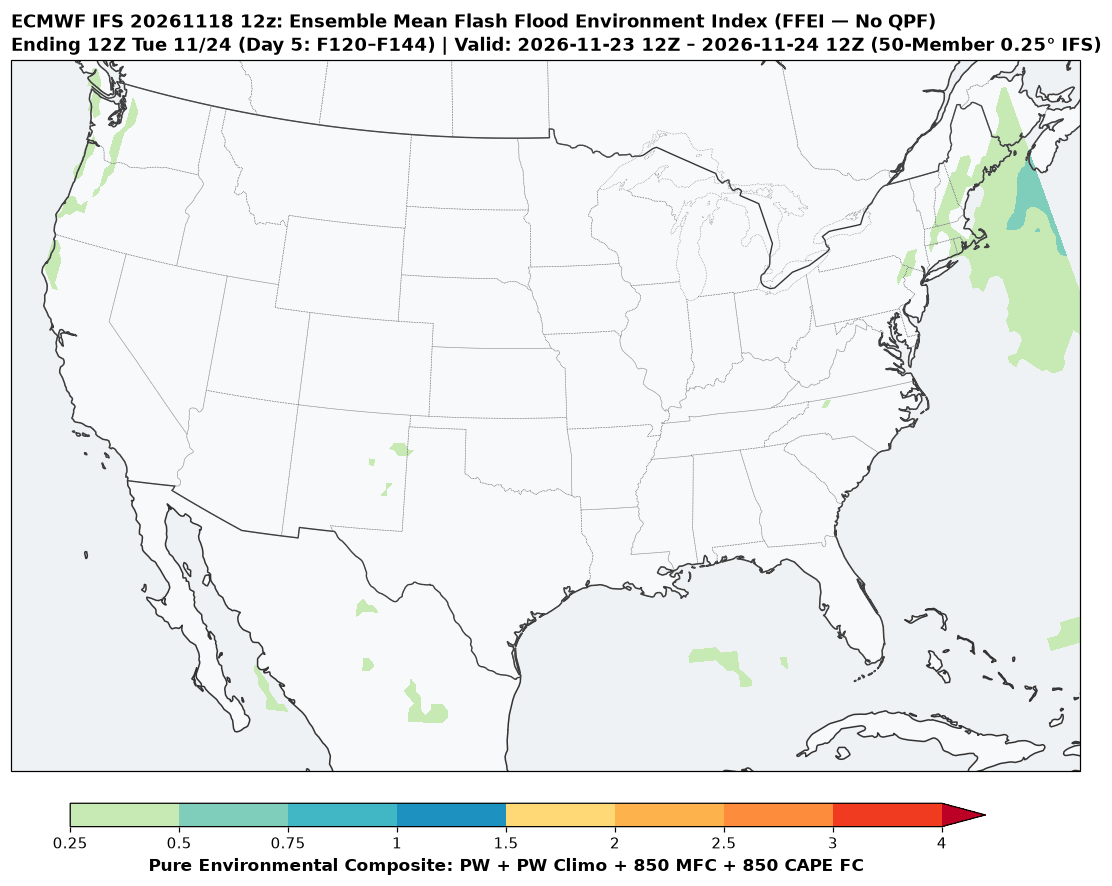 ECMWF IFS 20261118 12z: Ensemble Mean Flash Flood Environment Index (FFEI — No QPF)
Ending 12Z Tue 11/24 (Day 5: F120–F144) | Valid: 2026-11-23 12Z – 2026-11-24 12Z (50-Member 0.25° IFS)
0.25 0.5 0.75 1 1.5 2 2.5 3 4
Pure Environmental Composite: PW + PW Climo + 850 MFC + 850 CAPE FC